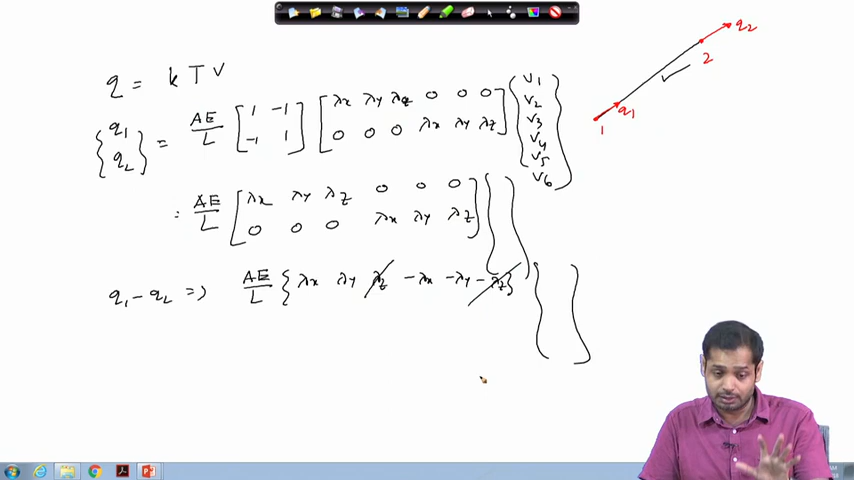 q = k T V
{q1 q2} = AE/L [1 -1 -1 1] [λx λy λz 0 0 0 0 0 0 λx λy λz] {V1 V2 V3 V4 V5 V6}
= AE/L [λx λy λz 0 0 0 0 0 0 λx λy λz] { }
q1 - q2 => AE/L {λx λy λz -λx -λy -λz} { }
1 q1 2 q2